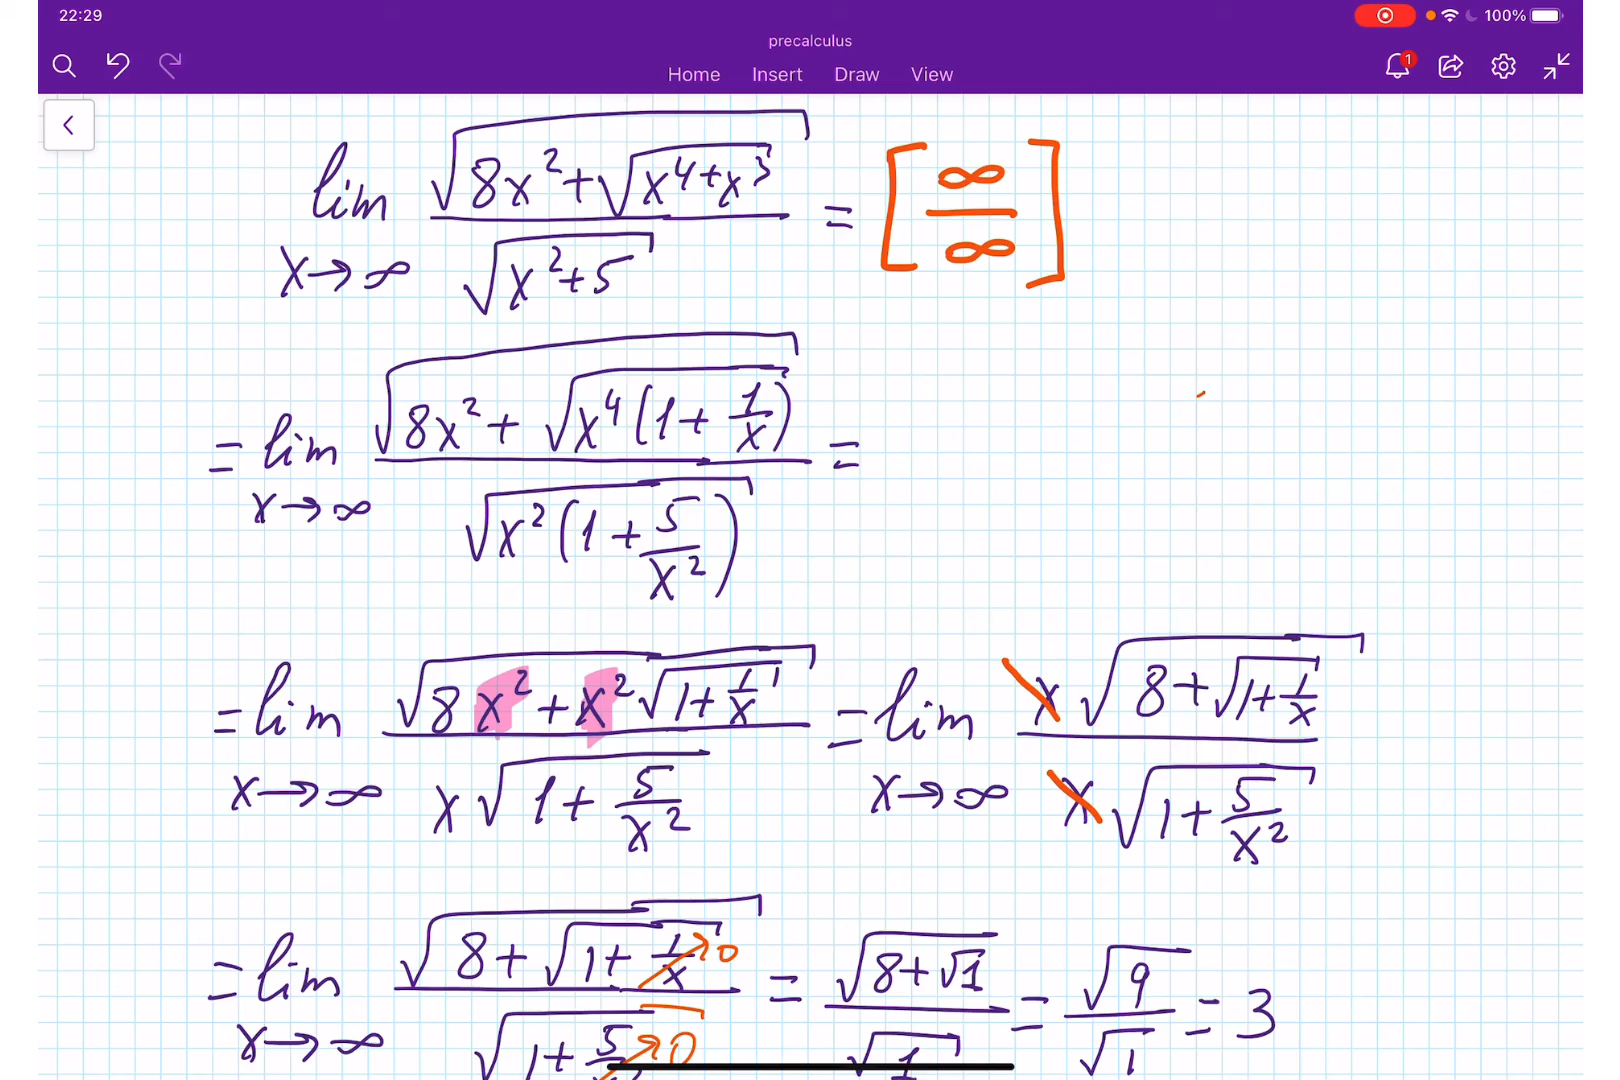 22:29
100%
precalculus
Home Insert Draw View
1
lim x→∞ √(8x² + √(x⁴+x³)) / √(x²+5) = [∞/∞]
= lim x→∞ √(8x² + √(x⁴(1+1/x))) / √(x²(1+5/x²)) =
= lim x→∞ √(8x² + x²√(1+1/x)) / x√(1+5/x²) = lim x→∞ x√(8+√(1+1/x)) / x√(1+5/x²)
= lim x→∞ √(8+√(1+1/x→0)) / √(1+5/→0) = √(8+√1) / √1 = √9 / √1 = 3